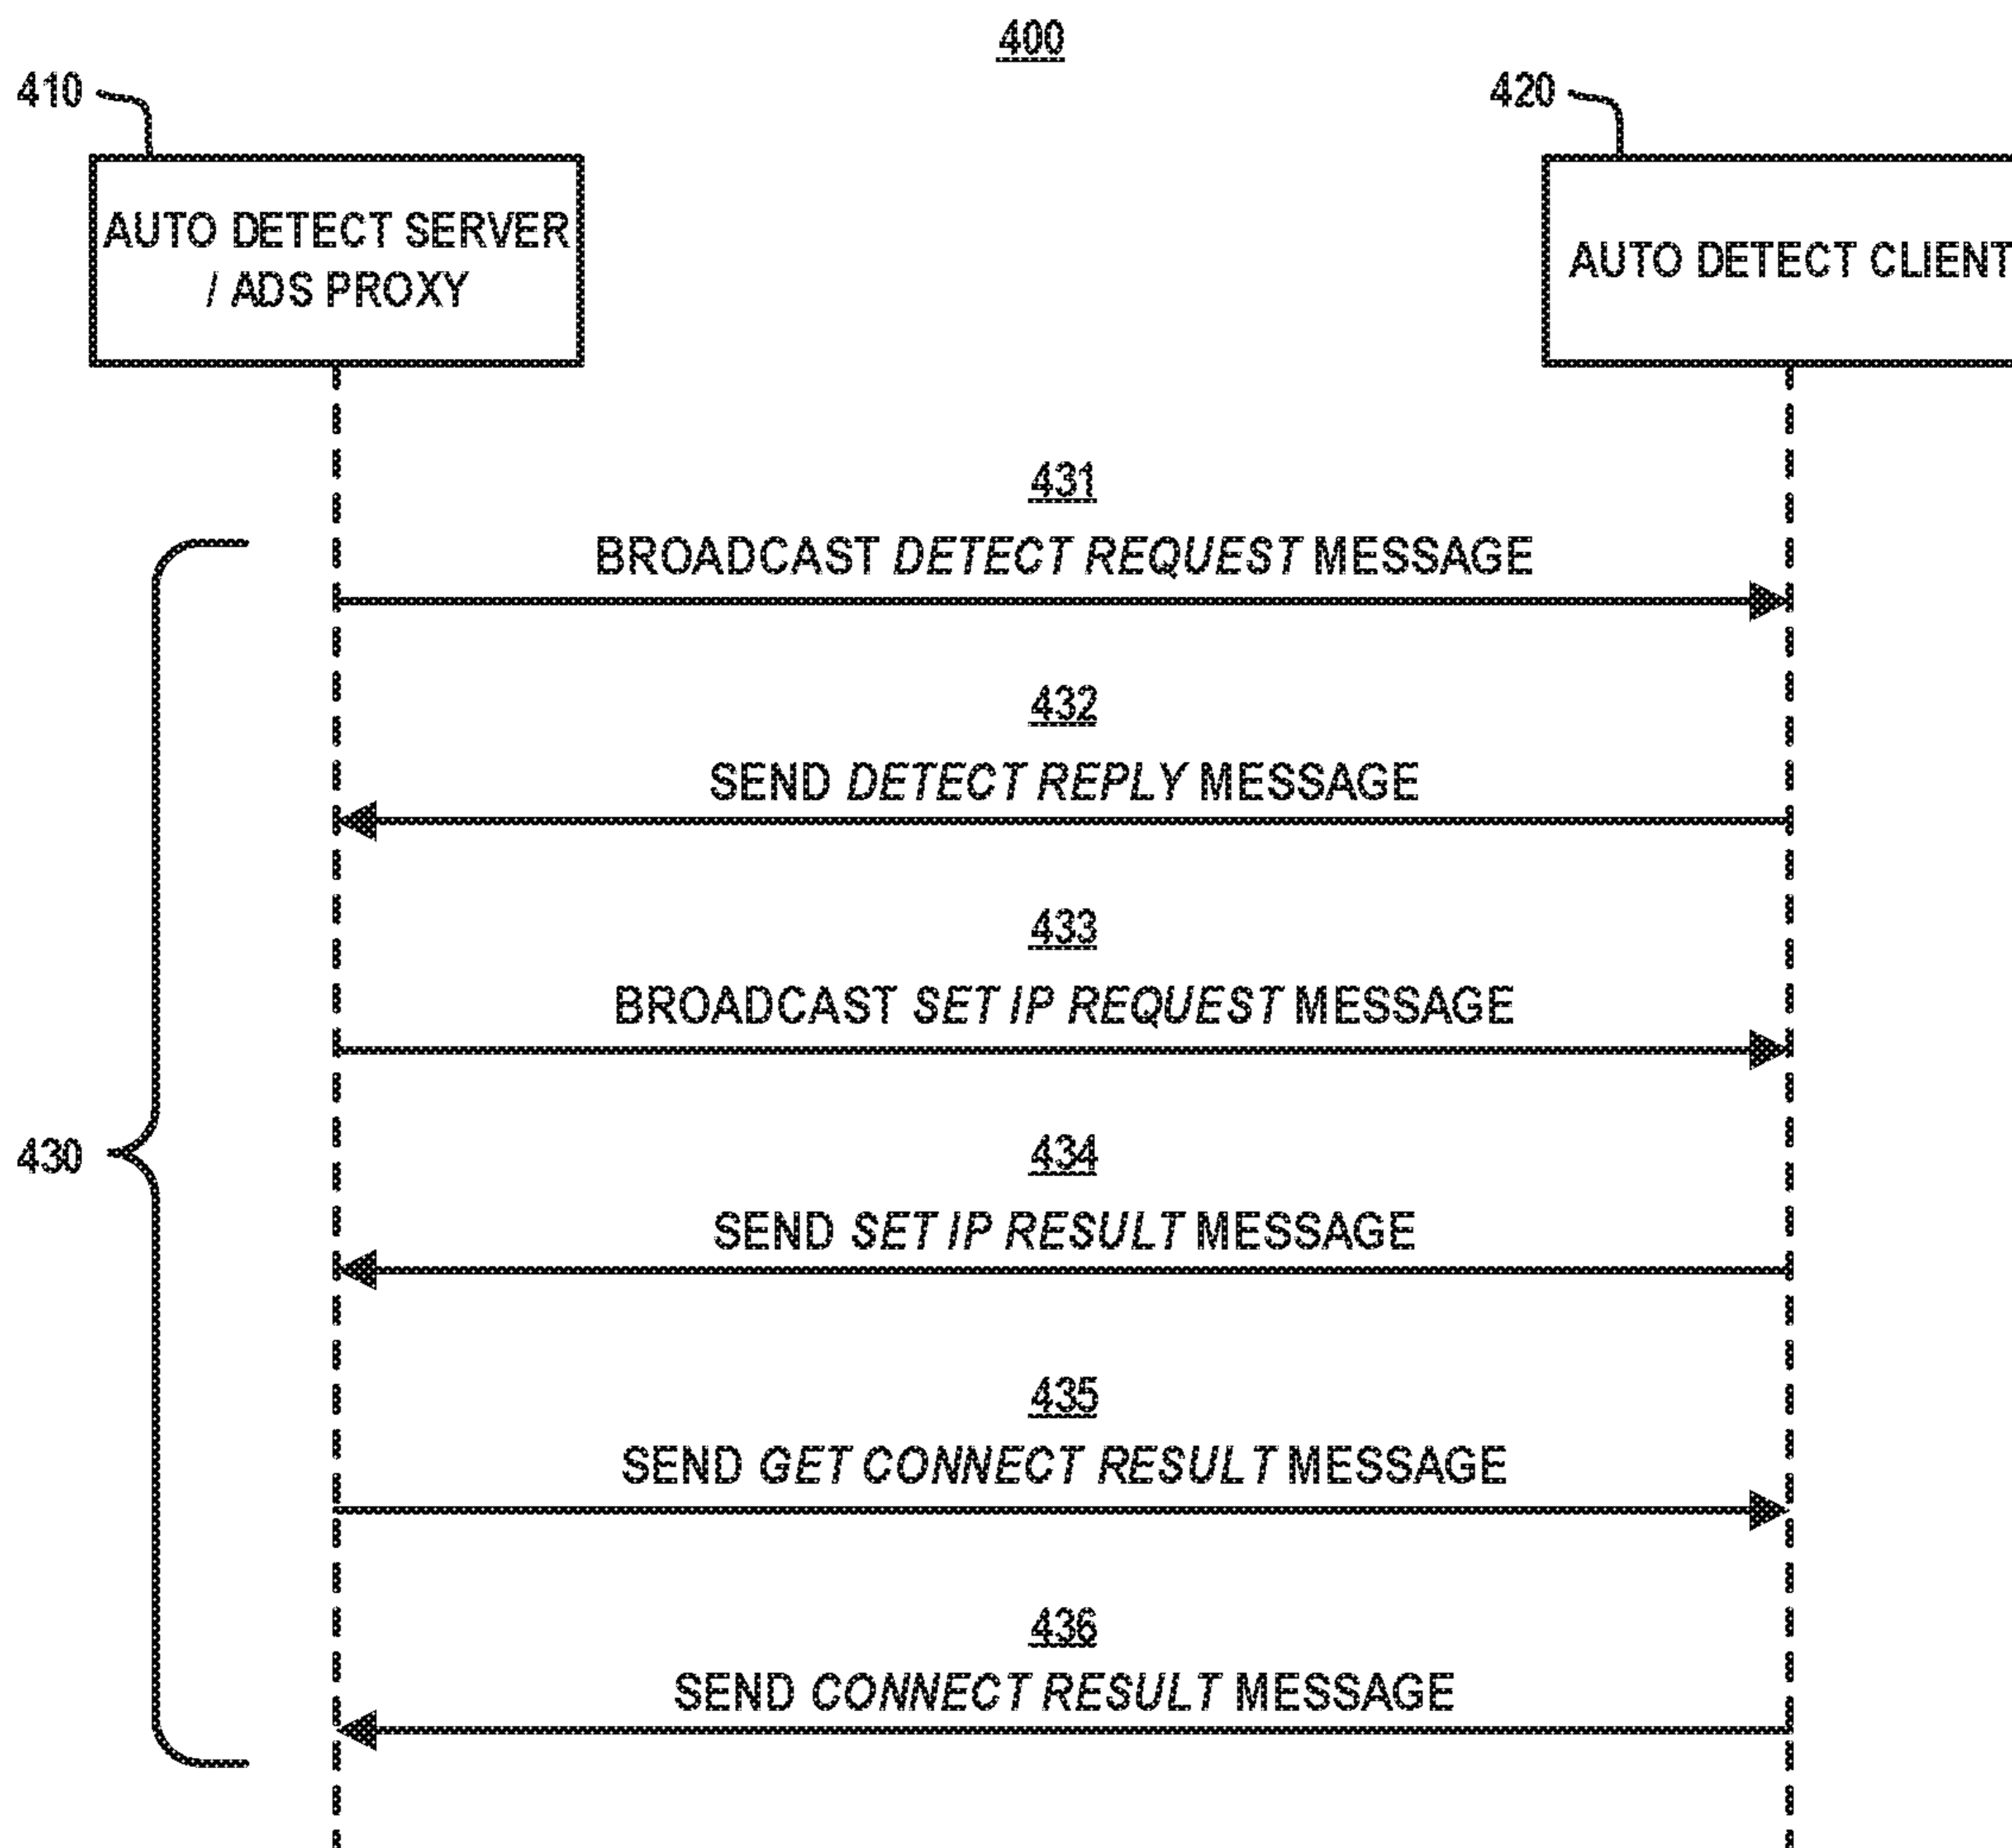 400
410
420
AUTO DETECT SERVER
/ ADS PROXY
AUTO DETECT CLIENT
431
BROADCAST DETECT REQUEST MESSAGE
432
SEND DETECT REPLY MESSAGE
433
BROADCAST SET IP REQUEST MESSAGE
430
434
SEND SET IP RESULT MESSAGE
435
SEND GET CONNECT RESULT MESSAGE
436
SEND CONNECT RESULT MESSAGE